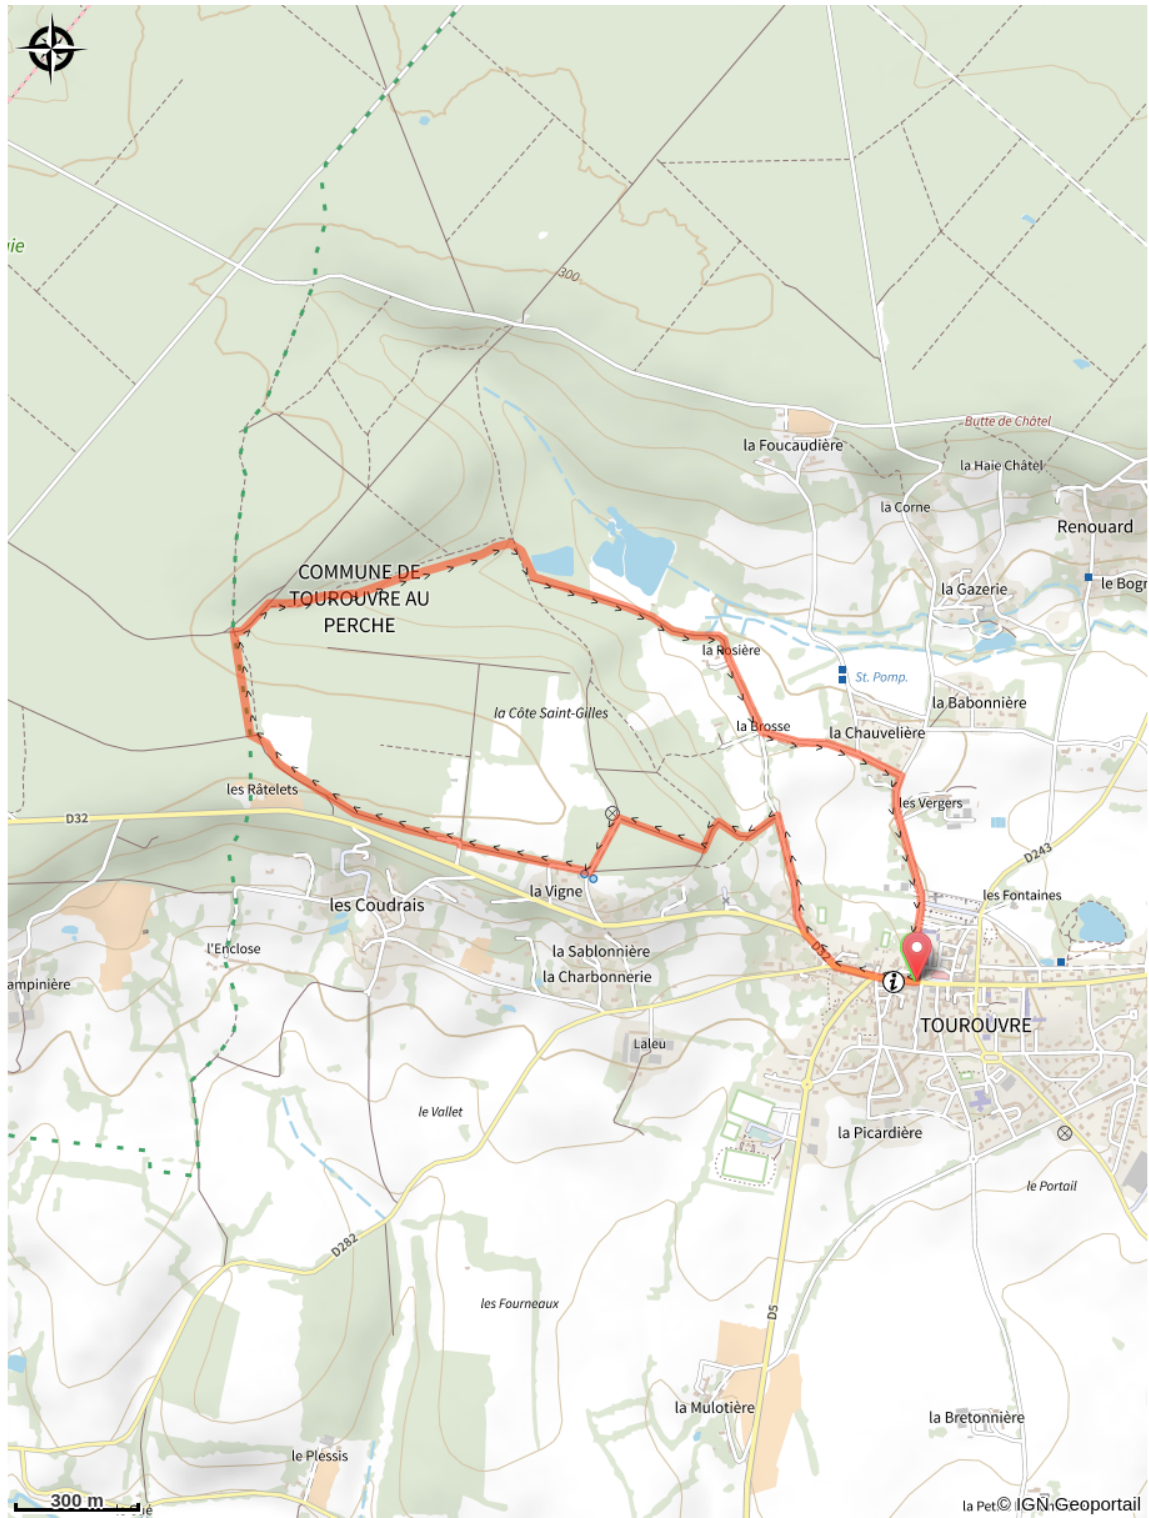 ie
300
Butte de Châtel
la Foucaudière
la Haie Châtel
la Corne
Renouard
COMMUNE DE
TOUROUVRE AU
PERCHE
la Gazerie
le Bogr
la Rosière
St. Pomp.
la Babonnière
la Côte Saint-Gilles
la Brosse
la Chauvelière
les Râtelets
les Vergers
D32
D243
la Vigne
les Fontaines
les Coudrais
l'Enclose
la Sablonnière
D32
la Charbonnerie
ampinière
i
TOUROUVRE
Laleu
le Vallet
la Picardière
le Portail
D282
les Fourneaux
D5
la Mulotière
la Bretonnière
le Plessis
300 m
la Pet
© IGN Geoportail